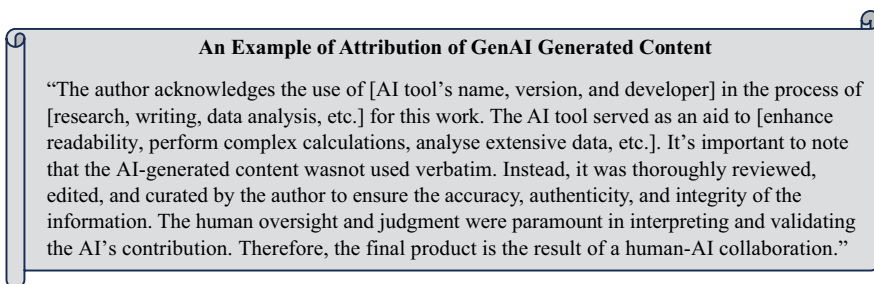 An Example of Attribution of GenAI Generated Content
“The author acknowledges the use of [AI tool’s name, version, and developer] in the process of
[research, writing, data analysis, etc.] for this work. The AI tool served as an aid to [enhance
readability, perform complex calculations, analyse extensive data, etc.]. It’s important to note
that the AI-generated content wasnot used verbatim. Instead, it was thoroughly reviewed,
edited, and curated by the author to ensure the accuracy, authenticity, and integrity of the
information. The human oversight and judgment were paramount in interpreting and validating
the AI’s contribution. Therefore, the final product is the result of a human-AI collaboration.”